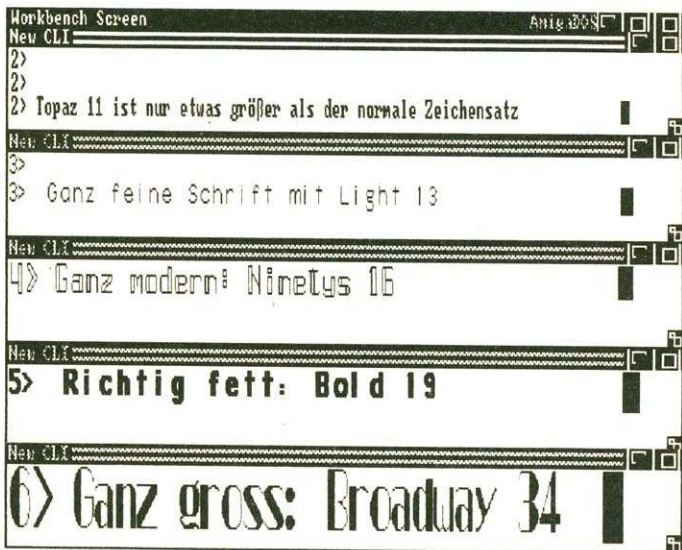 Workbench Screen AmigaDOS
New CLI
2>
2>
2> Topaz 11 ist nur etwas größer als der normale Zeichensatz
New CLI
3>
3> Ganz feine Schrift mit Light 13
New CLI
4> Ganz modern: Ninetys 16
New CLI
5> Richtig fett: Bold 19
New CLI
6> Ganz gross: Broadway 34